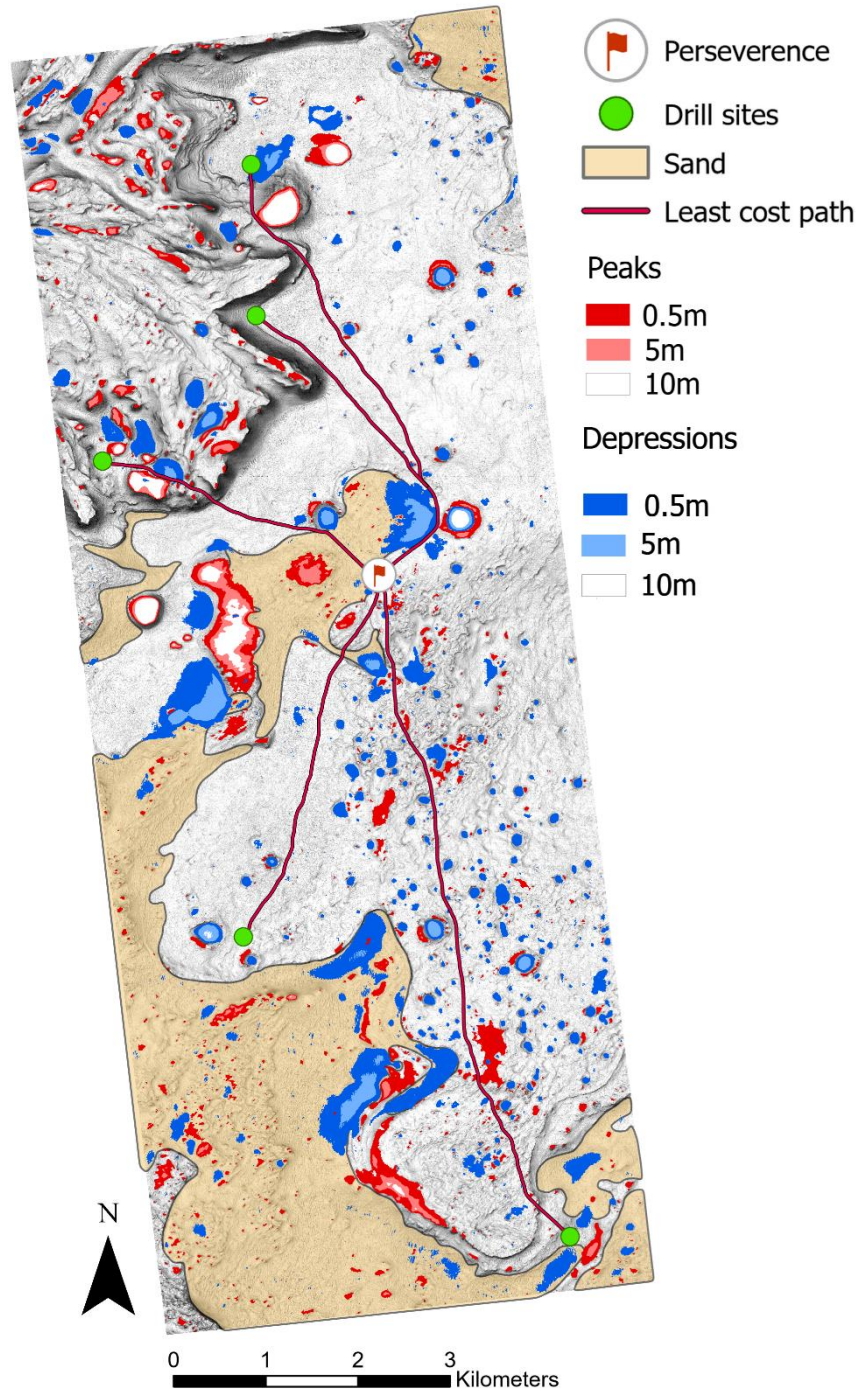 Perseverence
Drill sites
Sand
Least cost path
Peaks
0.5m
5m
10m
Depressions
0.5m
5m
10m
N
0 1 2 3
Kilometers